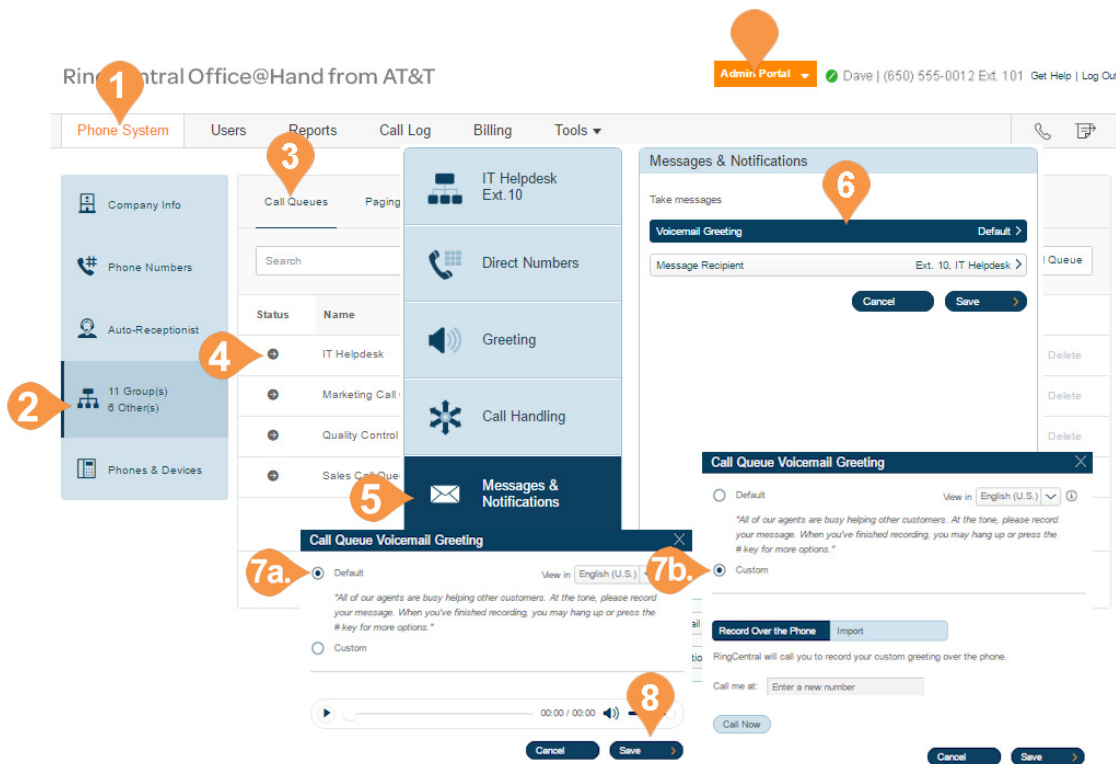 RingCentral Office@Hand from AT&T
Admin Portal
Dave | (650) 555-0012 Ext. 101 Get Help | Log Out
1
Phone System Users Reports Call Log Billing Tools
3
Company Info
Phone Numbers
Auto-Receptionist
2
11 Group(s)
6 Other(s)
Phones & Devices
Call Queues Paging
Search
Queue
Status Name
4
IT Helpdesk
Delete
Marketing Call
Delete
Quality Control
Delete
Sales Call Que
IT Helpdesk
Ext. 10
Direct Numbers
Greeting
Call Handling
5
Messages &
Notifications
Messages & Notifications
6
Take messages
Voicemail Greeting Default >
Message Recipient Ext. 10, IT Helpdesk >
Cancel Save >
Call Queue Voicemail Greeting
7a.
Default View in English (U.S.)
"All of our agents are busy helping other customers. At the tone, please record
your message. When you've finished recording, you may hang up or press the
# key for more options."
Custom
00:00 / 00:00
8
Cancel Save >
Call Queue Voicemail Greeting
Default View in English (U.S.)
"All of our agents are busy helping other customers. At the tone, please record
your message. When you've finished recording, you may hang up or press the
# key for more options."
7b.
Custom
Record Over the Phone Import
RingCentral will call you to record your custom greeting over the phone.
Call me at: Enter a new number
Call Now
Cancel Save >